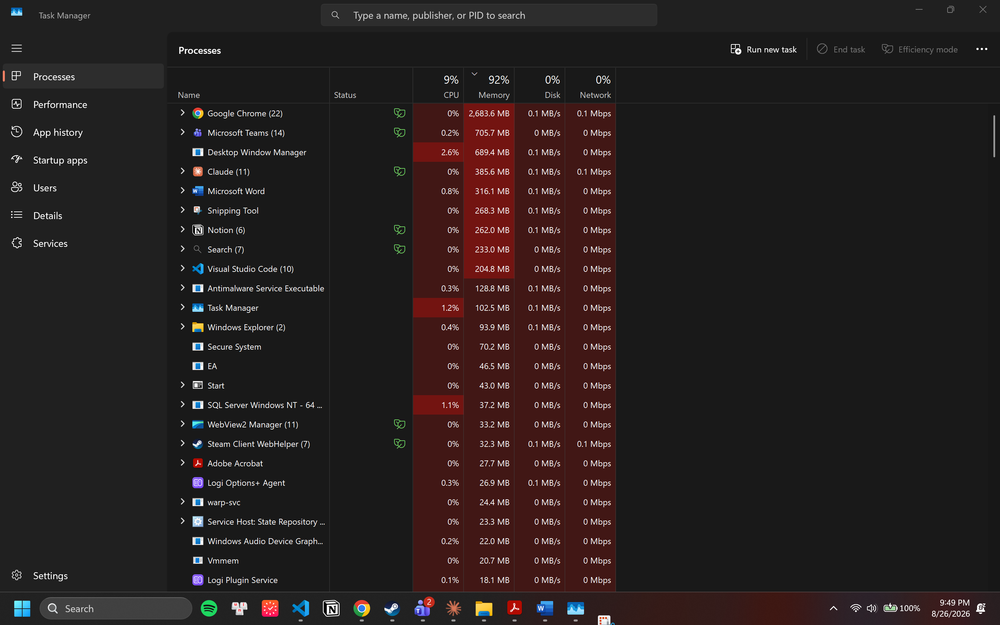 Task Manager
Type a name, publisher, or PID to search
Processes
Performance
App history
Startup apps
Users
Details
Services
Settings
Processes
Run new task
End task
Efficiency mode
9% 92% 0% 0%
Name Status CPU Memory Disk Network
Google Chrome (22) 0% 2,683.6 MB 0.1 MB/s 0.1 Mbps
Microsoft Teams (14) 0.2% 705.7 MB 0 MB/s 0 Mbps
Desktop Window Manager 2.6% 689.4 MB 0.1 MB/s 0 Mbps
Claude (11) 0% 385.6 MB 0.1 MB/s 0.1 Mbps
Microsoft Word 0.8% 316.1 MB 0.1 MB/s 0 Mbps
Snipping Tool 0% 268.3 MB 0.1 MB/s 0 Mbps
Notion (6) 0% 262.0 MB 0.1 MB/s 0 Mbps
Search (7) 0% 233.0 MB 0 MB/s 0 Mbps
Visual Studio Code (10) 0% 204.8 MB 0 MB/s 0 Mbps
Antimalware Service Executable 0.3% 128.8 MB 0.1 MB/s 0 Mbps
Task Manager 1.2% 102.5 MB 0.1 MB/s 0 Mbps
Windows Explorer (2) 0.4% 93.9 MB 0.1 MB/s 0 Mbps
Secure System 0% 70.2 MB 0 MB/s 0 Mbps
EA 0% 46.5 MB 0 MB/s 0 Mbps
Start 0% 43.0 MB 0 MB/s 0 Mbps
SQL Server Windows NT - 64 ... 1.1% 37.2 MB 0 MB/s 0 Mbps
WebView2 Manager (11) 0% 33.2 MB 0 MB/s 0 Mbps
Steam Client WebHelper (7) 0% 32.3 MB 0.1 MB/s 0.1 Mbps
Adobe Acrobat 0% 27.7 MB 0 MB/s 0 Mbps
Logi Options+ Agent 0.3% 26.9 MB 0.1 MB/s 0 Mbps
warp-svc 0% 24.4 MB 0 MB/s 0 Mbps
Service Host: State Repository ... 0% 23.3 MB 0 MB/s 0 Mbps
Windows Audio Device Graph... 0.2% 22.0 MB 0 MB/s 0 Mbps
Vmmem 0% 20.7 MB 0 MB/s 0 Mbps
Logi Plugin Service 0.1% 18.1 MB 0 MB/s 0 Mbps
Search
2
100%
9:49 PM
8/26/2026